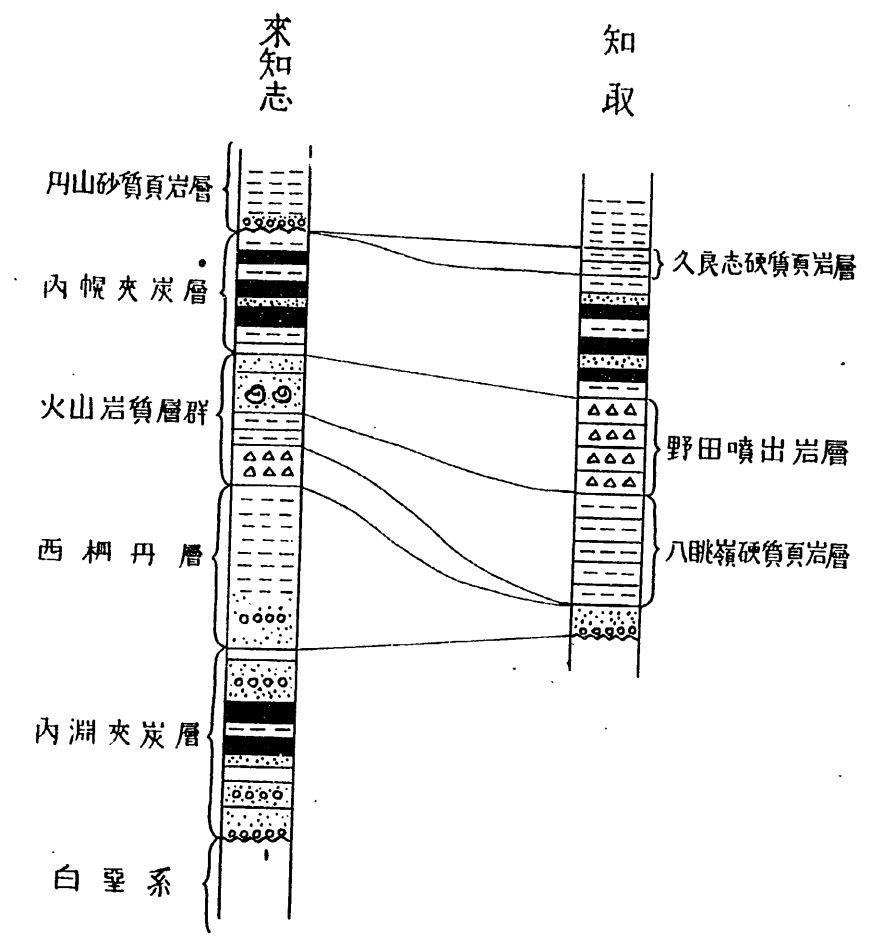 來知志
知取
円山砂質頁岩層
内幌夾炭層
火山岩質層群
西柵丹層
内淵夾炭層
白堊系
久良志硬質頁岩層
野田噴出岩層
八眺嶺硬質頁岩層